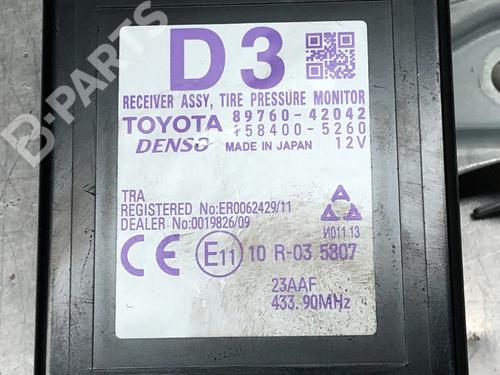 B-PARTS
D3
RECEIVER ASSY, TIRE PRESSURE MONITOR
TOYOTA 89760-42042
DENSO 158400-5260
MADE IN JAPAN 12V
TRA
REGISTERED No:ER0062429/11
DEALER No:0019826/09
И011.13
CE E11 10 R-03 5807
23AAF
433.90MHz